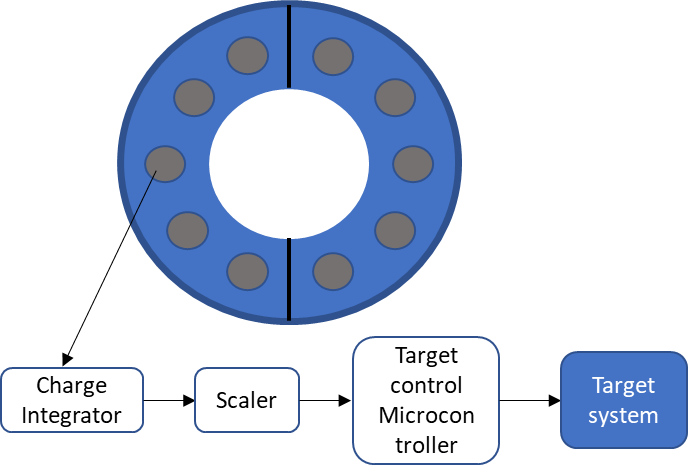 Charge
Integrator
Scaler
Target
control
Microcon
troller
Target
system